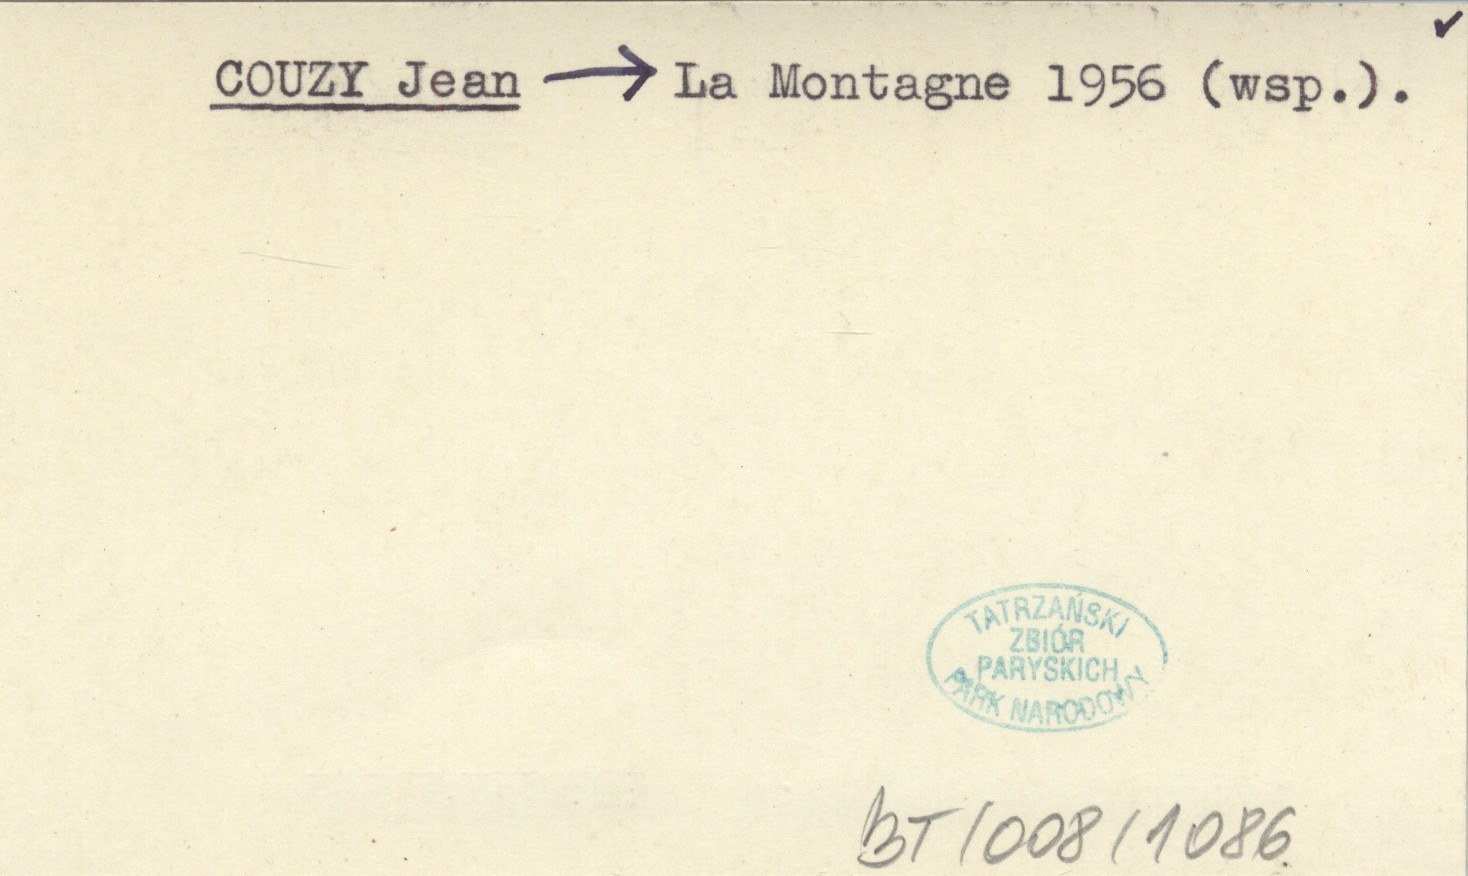 COUZY Jean → La Montagne 1956 (wsp.).
TATRZAŃSKI
ZBIÓR
PARYSKICH
PARK NARODOWY
BT/008/1086